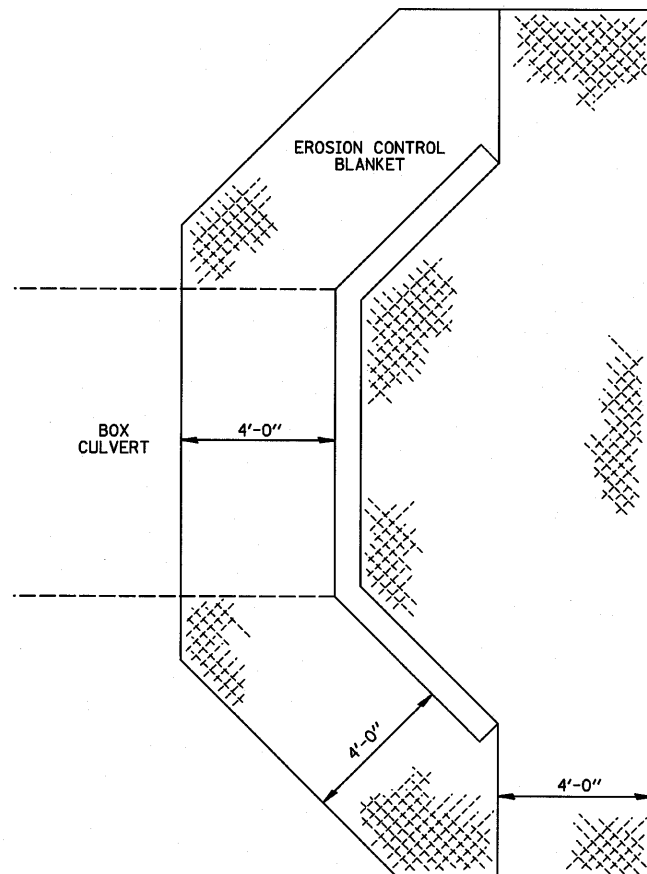 EROSION CONTROL
BLANKET
BOX
CULVERT
4'-0"
4'-0"
4'-0"